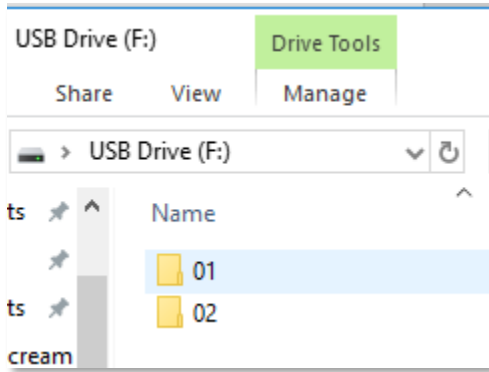 USB Drive (F:)
Drive Tools
Share View Manage
> USB Drive (F:)
ts
Name
01
ts
02
cream